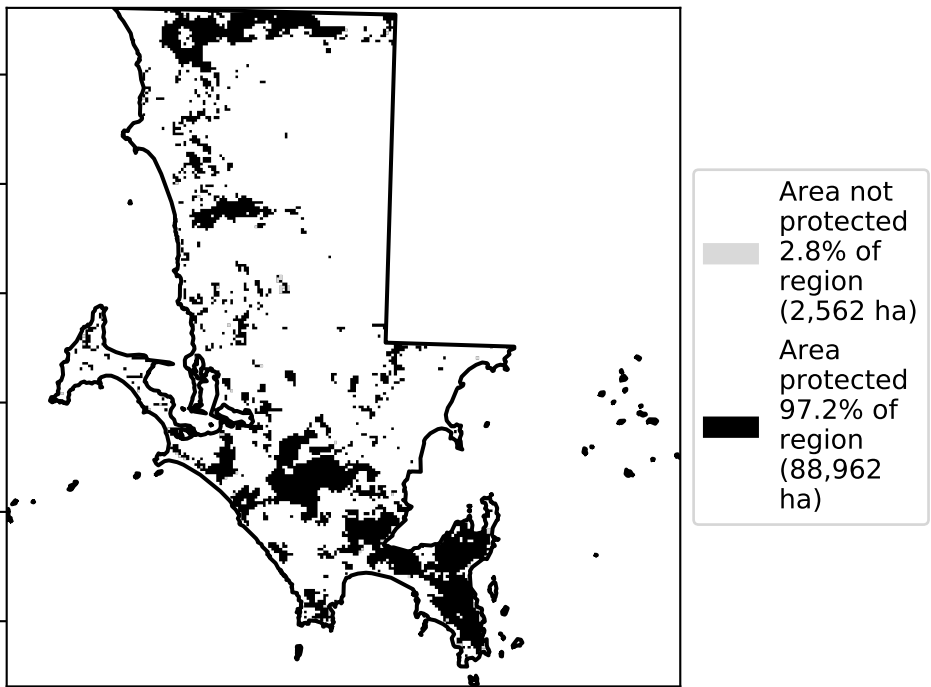 Area not
protected
2.8% of
region
(2,562 ha)
Area
protected
97.2% of
region
(88,962
ha)